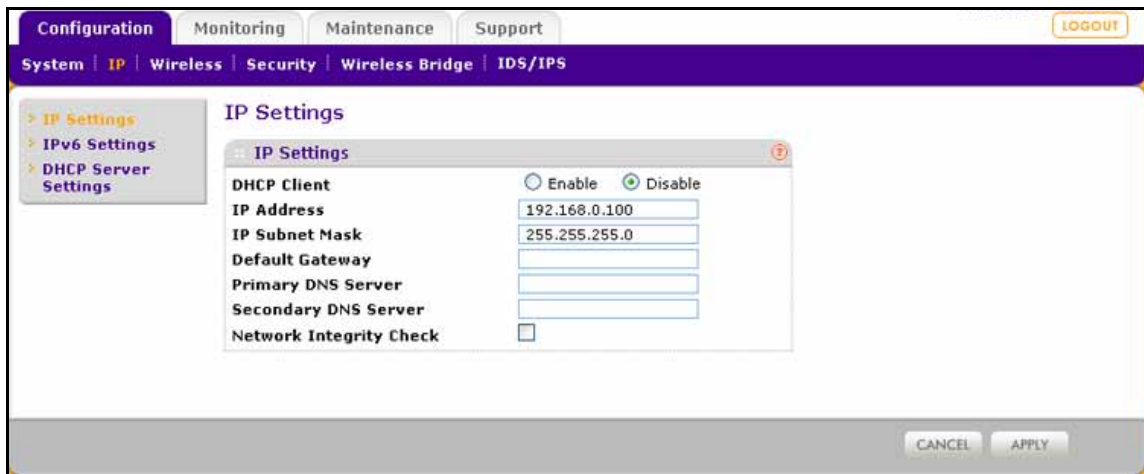 Configuration Monitoring Maintenance Support LOGOUT
System IP Wireless Security Wireless Bridge IDS/IPS
IP Settings
IPv6 Settings
DHCP Server
Settings
IP Settings
IP Settings ?
DHCP Client Enable Disable
IP Address 192.168.0.100
IP Subnet Mask 255.255.255.0
Default Gateway
Primary DNS Server
Secondary DNS Server
Network Integrity Check
CANCEL APPLY